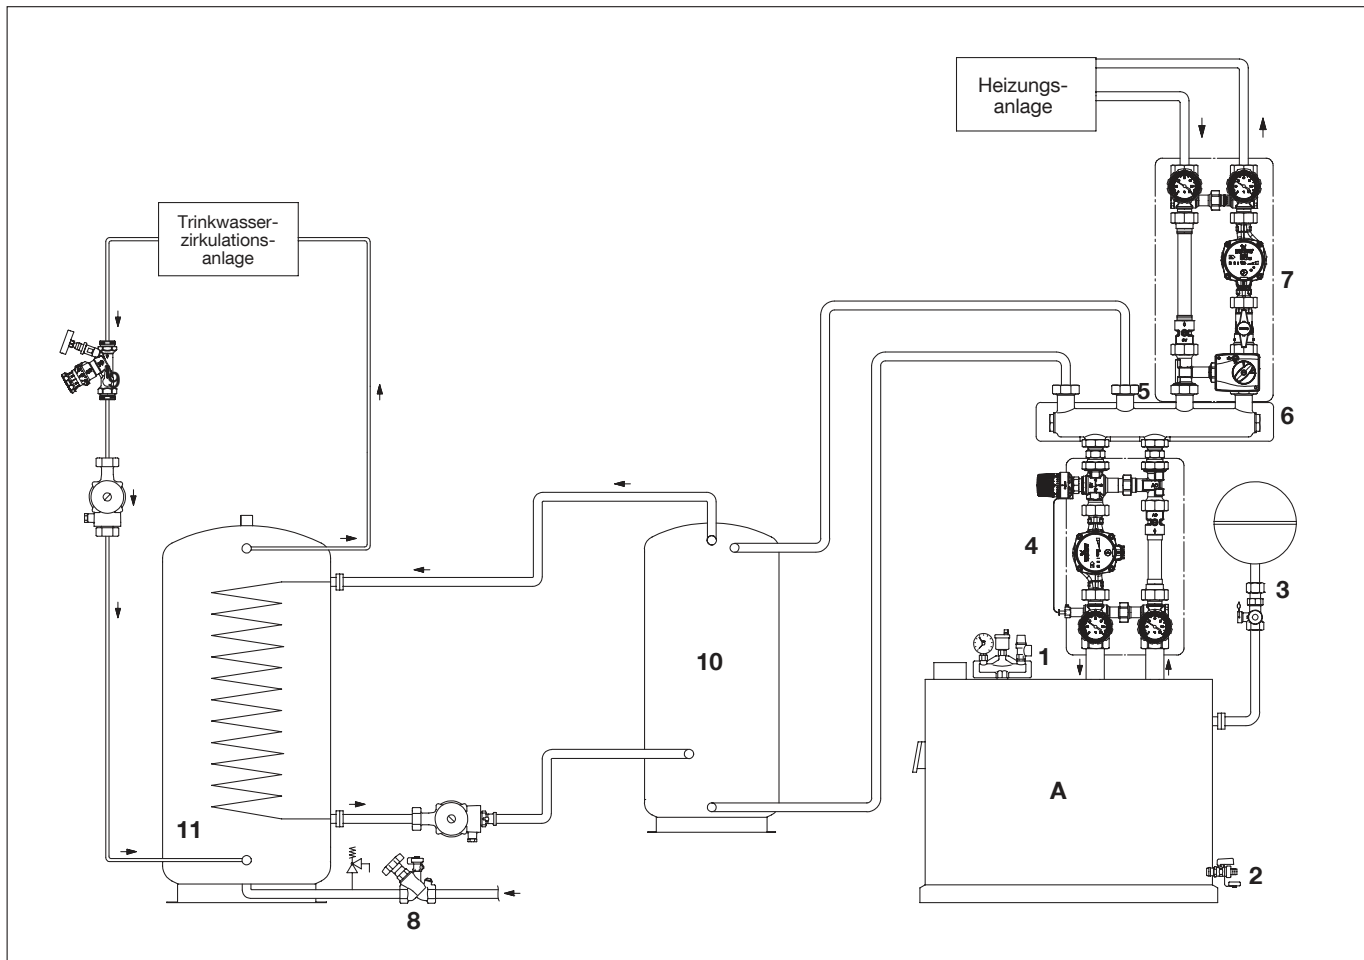 Heizungs-
anlage
Trinkwasser-
zirkulations-
anlage
7
5
6
4
3
10
1
A
11
2
8